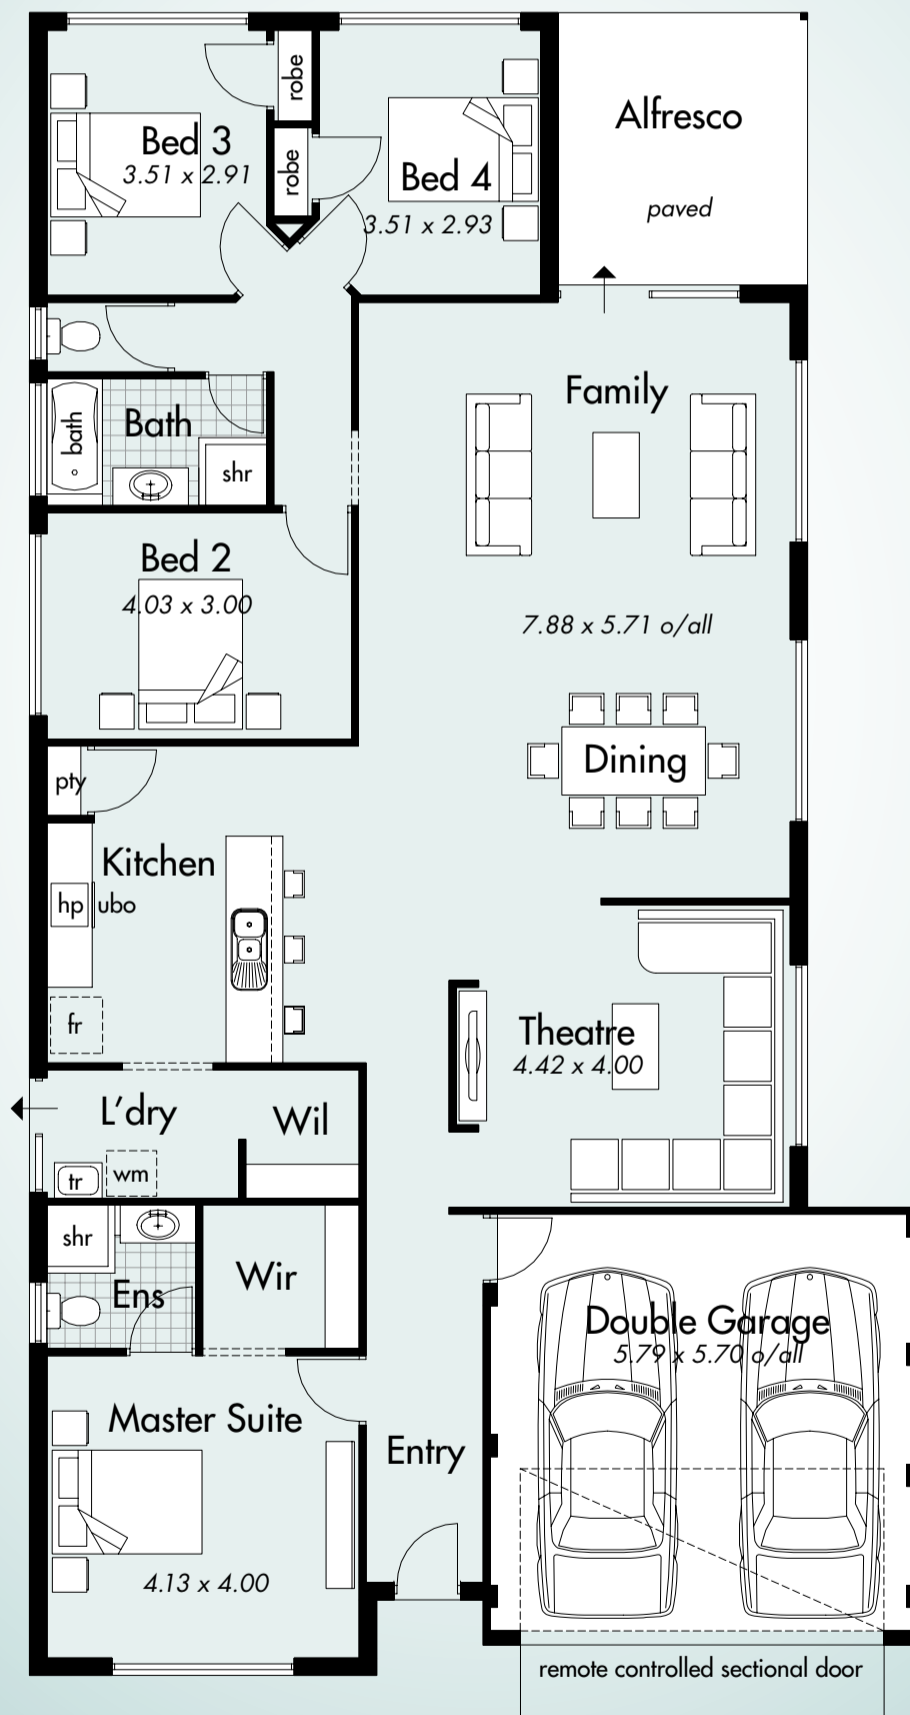 robe
Bed 3
3.51 x 2.91
robe
Bed 4
3.51 x 2.93
Alfresco
paved
bath
Bath
shr
Family
Bed 2
4.03 x 3.00
7.88 x 5.71 o/all
Dining
pty
Kitchen
hp ubo
fr
Theatre
4.42 x 4.00
L’dry
Wil
tr
wm
shr
Ens
Wir
Double Garage
5.79 x 5.70 o/all
Master Suite
Entry
4.13 x 4.00
remote controlled sectional door